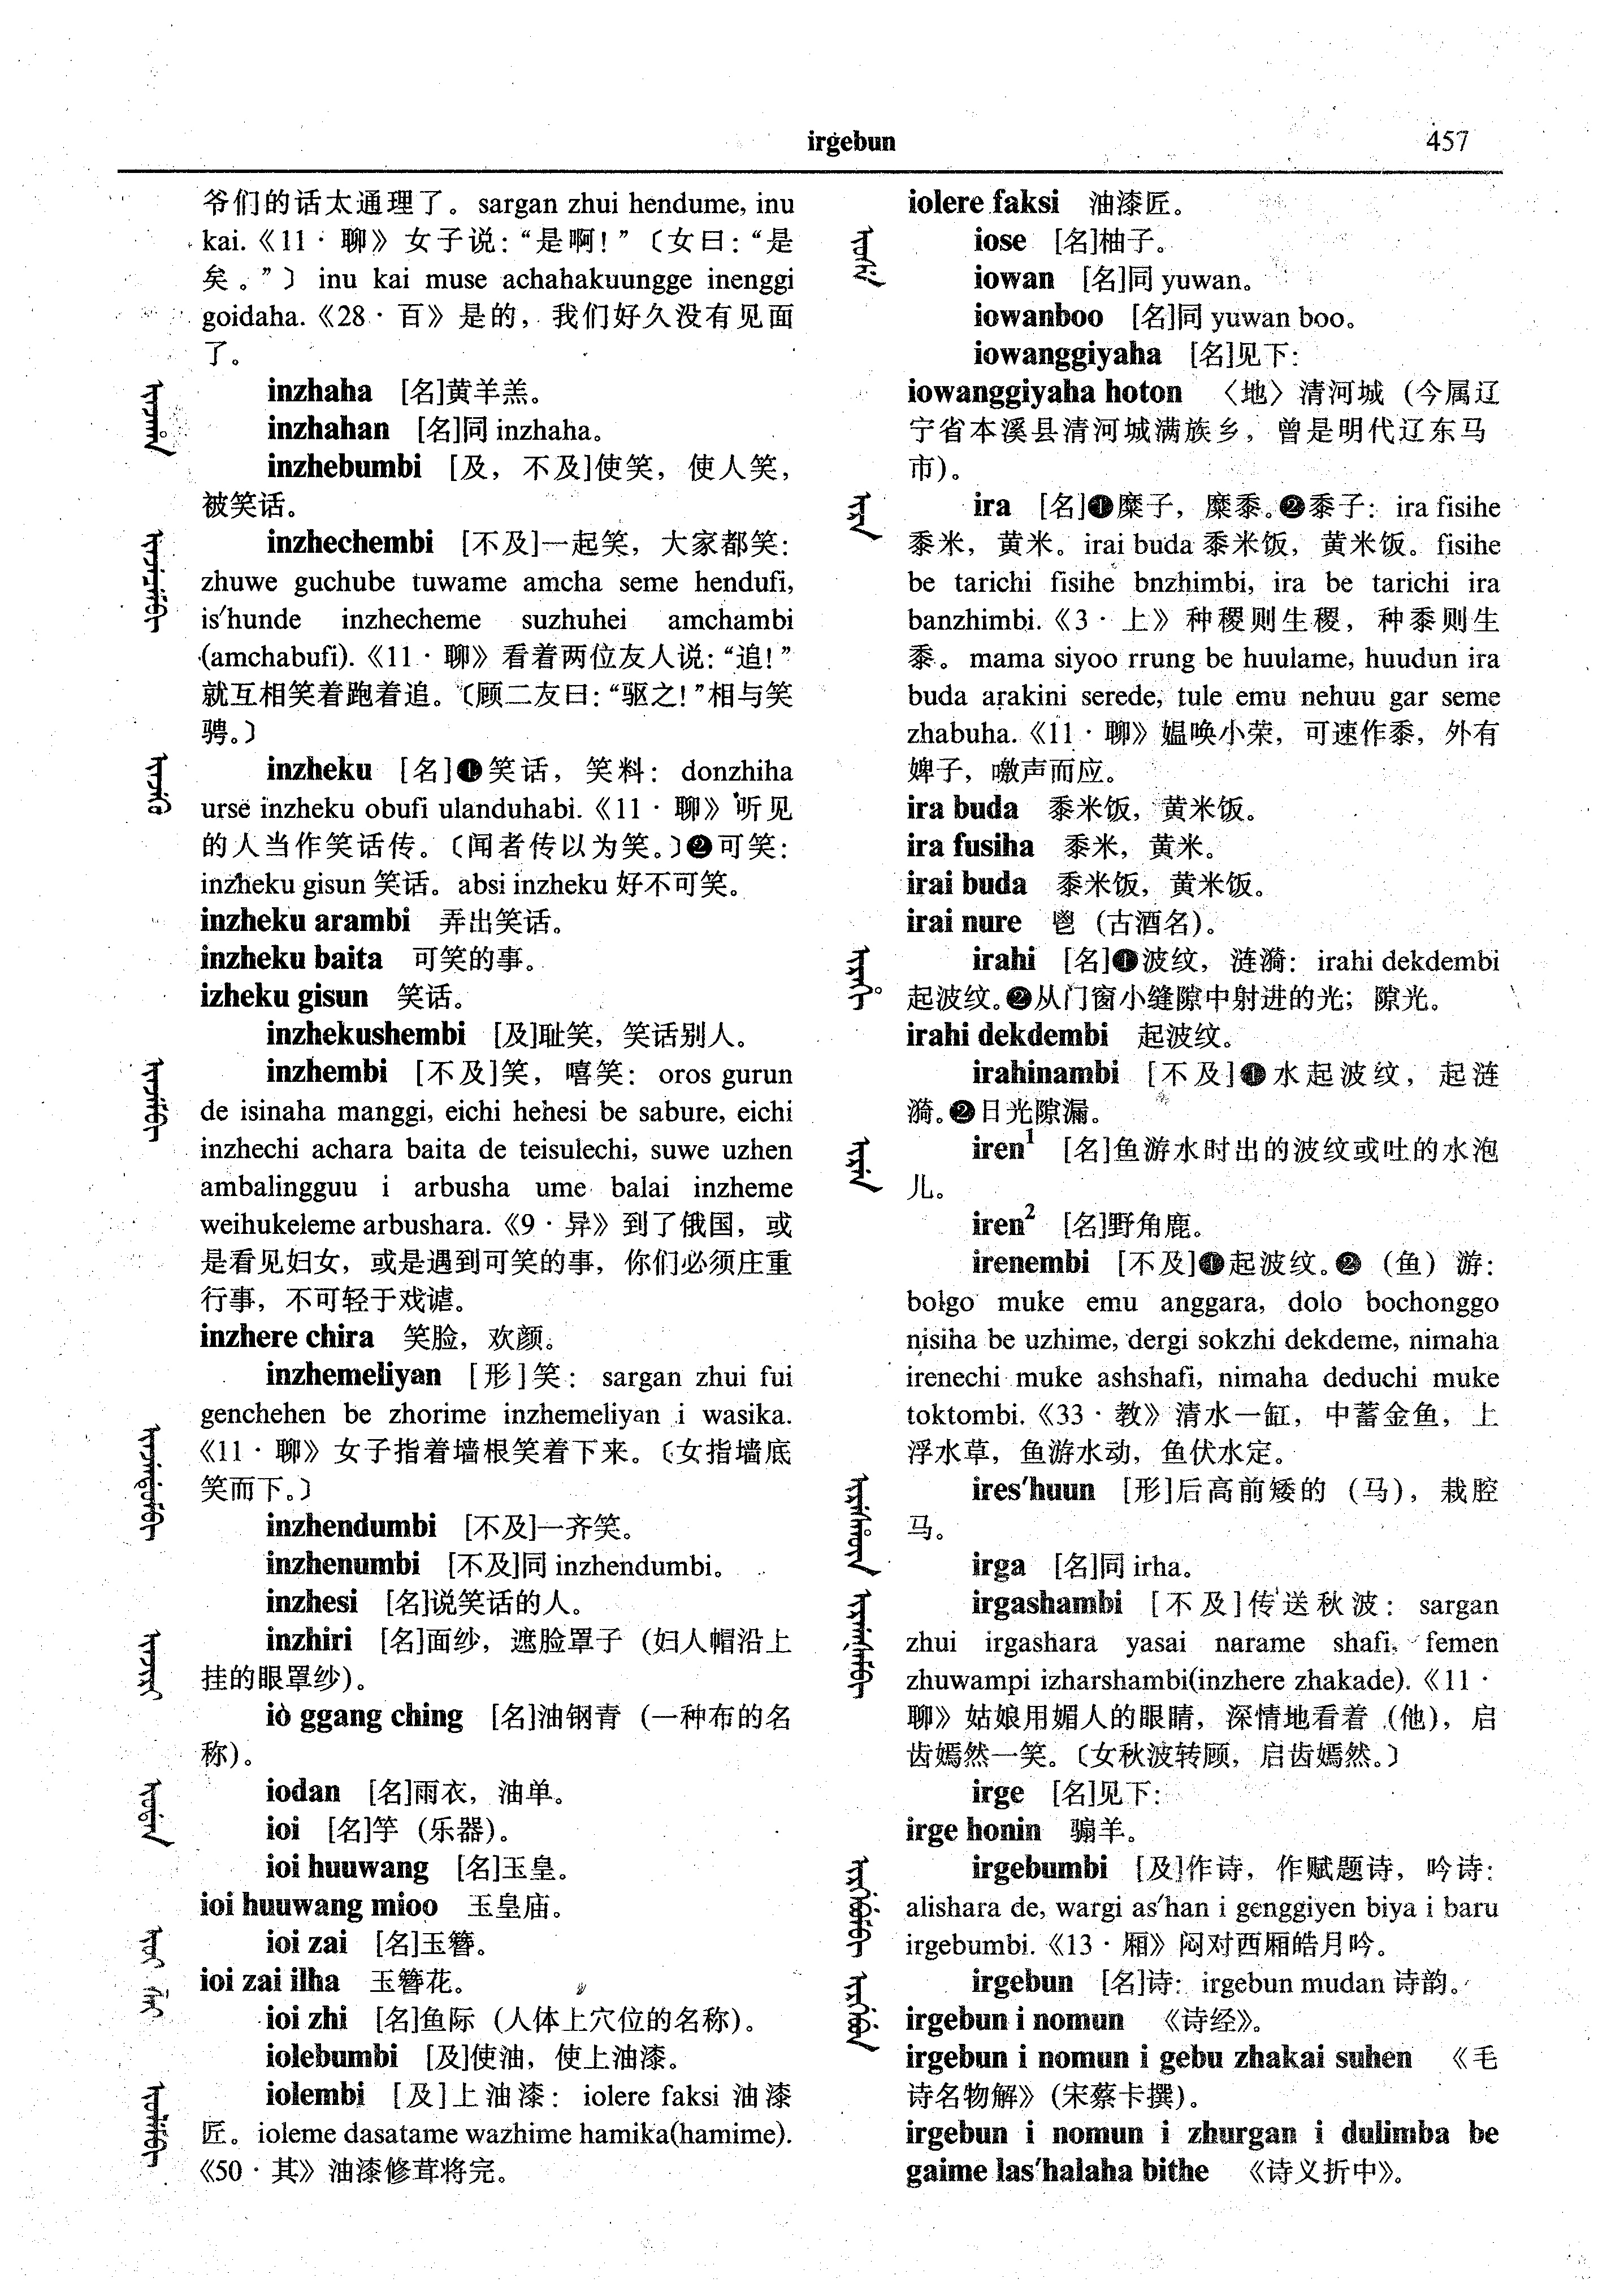 irgebun
457
爷们的话太通理了。sargan zhui hendume, inu
kai.《11·聊》女子说：“是啊！”〔女曰：“是
矣。”〕 inu kai muse achahakuungge inenggi
goidaha.《28·百》是的，我们好久没有见面
了。
inzhaha [名]黄羊羔。
inzhahan [名]同 inzhaha。
inzhebumbi [及，不及]使笑，使人笑，
被笑话。
inzhechembi [不及]一起笑，大家都笑：
zhuwe guchube tuwame amcha seme hendufi,
is'hunde inzhecheme suzhuhei amchambi
(amchabufi).《11·聊》看着两位友人说：“追！”
就互相笑着跑着追。〔顾二友曰：“驱之！”相与笑
骋。〕
inzheku [名]❶笑话，笑料：donzhiha
urse inzheku obufi ulanduhabi.《11·聊》听见
的人当作笑话传。〔闻者传以为笑。〕❷可笑：
inzheku gisun 笑话。absi inzheku 好不可笑。
inzheku arambi 弄出笑话。
inzheku baita 可笑的事。
izheku gisun 笑话。
inzhekushembi [及]耻笑，笑话别人。
inzhembi [不及]笑，嘻笑：oros gurun
de isinaha manggi, eichi hehesi be sabure, eichi
inzhechi achara baita de teisulechi, suwe uzhen
ambalingguu i arbusha ume balai inzheme
weihukeleme arbushara.《9·异》到了俄国，或
是看见妇女，或是遇到可笑的事，你们必须庄重
行事，不可轻于戏谑。
inzhere chira 笑脸，欢颜。
inzhemeliyan [形]笑：sargan zhui fui
genchehen be zhorime inzhemeliyan i wasika.
《11·聊》女子指着墙根笑着下来。〔女指墙底
笑而下。〕
inzhendumbi [不及]一齐笑。
inzhenumbi [不及]同 inzhendumbi。
inzhesi [名]说笑话的人。
inzhiri [名]面纱，遮脸罩子（妇人帽沿上
挂的眼罩纱）。
io ggang ching [名]油钢青（一种布的名
称）。
iodan [名]雨衣，油单。
ioi [名]竽（乐器）。
ioi huuwang [名]玉皇。
ioi huuwang mioo 玉皇庙。
ioi zai [名]玉簪。
ioi zai ilha 玉簪花。
ioi zhi [名]鱼际（人体上穴位的名称）。
iolebumbi [及]使油，使上油漆。
iolembi [及]上油漆：iolere faksi 油漆
匠。ioleme dasatame wazhime hamika(hamime).
《50·其》油漆修茸将完。
iolere faksi 油漆匠。
iose [名]柚子。
iowan [名]同 yuwan。
iowanboo [名]同 yuwan boo。
iowanggiyaha [名]见下：
iowanggiyaha hoton 〈地〉清河城（今属辽
宁省本溪县清河城满族乡，曾是明代辽东马
市）。
ira [名]❶糜子，糜黍。❷黍子：ira fisihe
黍米，黄米。irai buda 黍米饭，黄米饭。fisihe
be tarichi fisihe bnzhimbi, ira be tarichi ira
banzhimbi.《3·上》种稷则生稷，种黍则生
黍。mama siyoo rrung be huulame, huudun ira
buda arakini serede, tule emu nehuu gar seme
zhabuha.《11·聊》媪唤小荣，可速作黍，外有
婢子，噭声而应。
ira buda 黍米饭，黄米饭。
ira fusiha 黍米，黄米。
irai buda 黍米饭，黄米饭。
irai nure 鬯（古酒名）。
irahi [名]❶波纹，涟漪：irahi dekdembi
起波纹。❷从门窗小缝隙中射进的光；隙光。
irahi dekdembi 起波纹。
irahinambi [不及]❶水起波纹，起涟
漪。❷日光隙漏。
iren¹ [名]鱼游水时出的波纹或吐的水泡
儿。
iren² [名]野角鹿。
irenembi [不及]❶起波纹。❷（鱼）游：
bolgo muke emu anggara, dolo bochonggo
nisiha be uzhime, dergi sokzhi dekdeme, nimaha
irenechi muke ashshafi, nimaha deduchi muke
toktombi.《33·教》清水一缸，中蓄金鱼，上
浮水草，鱼游水动，鱼伏水定。
ires'huun [形]后高前矮的（马），栽腔
马。
irga [名]同 irha。
irgashambi [不及]传送秋波：sargan
zhui irgashara yasai narame shafi, femen
zhuwampi izharshambi(inzhere zhakade).《11·
聊》姑娘用媚人的眼睛，深情地看着（他），启
齿嫣然一笑。〔女秋波转顾，启齿嫣然。〕
irge [名]见下：
irge honin 骟羊。
irgebumbi [及]作诗，作赋题诗，吟诗：
alishara de, wargi as'han i genggiyen biya i baru
irgebumbi.《13·厢》闷对西厢皓月吟。
irgebun [名]诗：irgebun mudan 诗韵。
irgebun i nomun 《诗经》。
irgebun i nomun i gebu zhakai suhen 《毛
诗名物解》（宋蔡卡撰）。
irgebun i nomun i zhurgan i dulimba be
gaime las'halaha bithe 《诗义折中》。